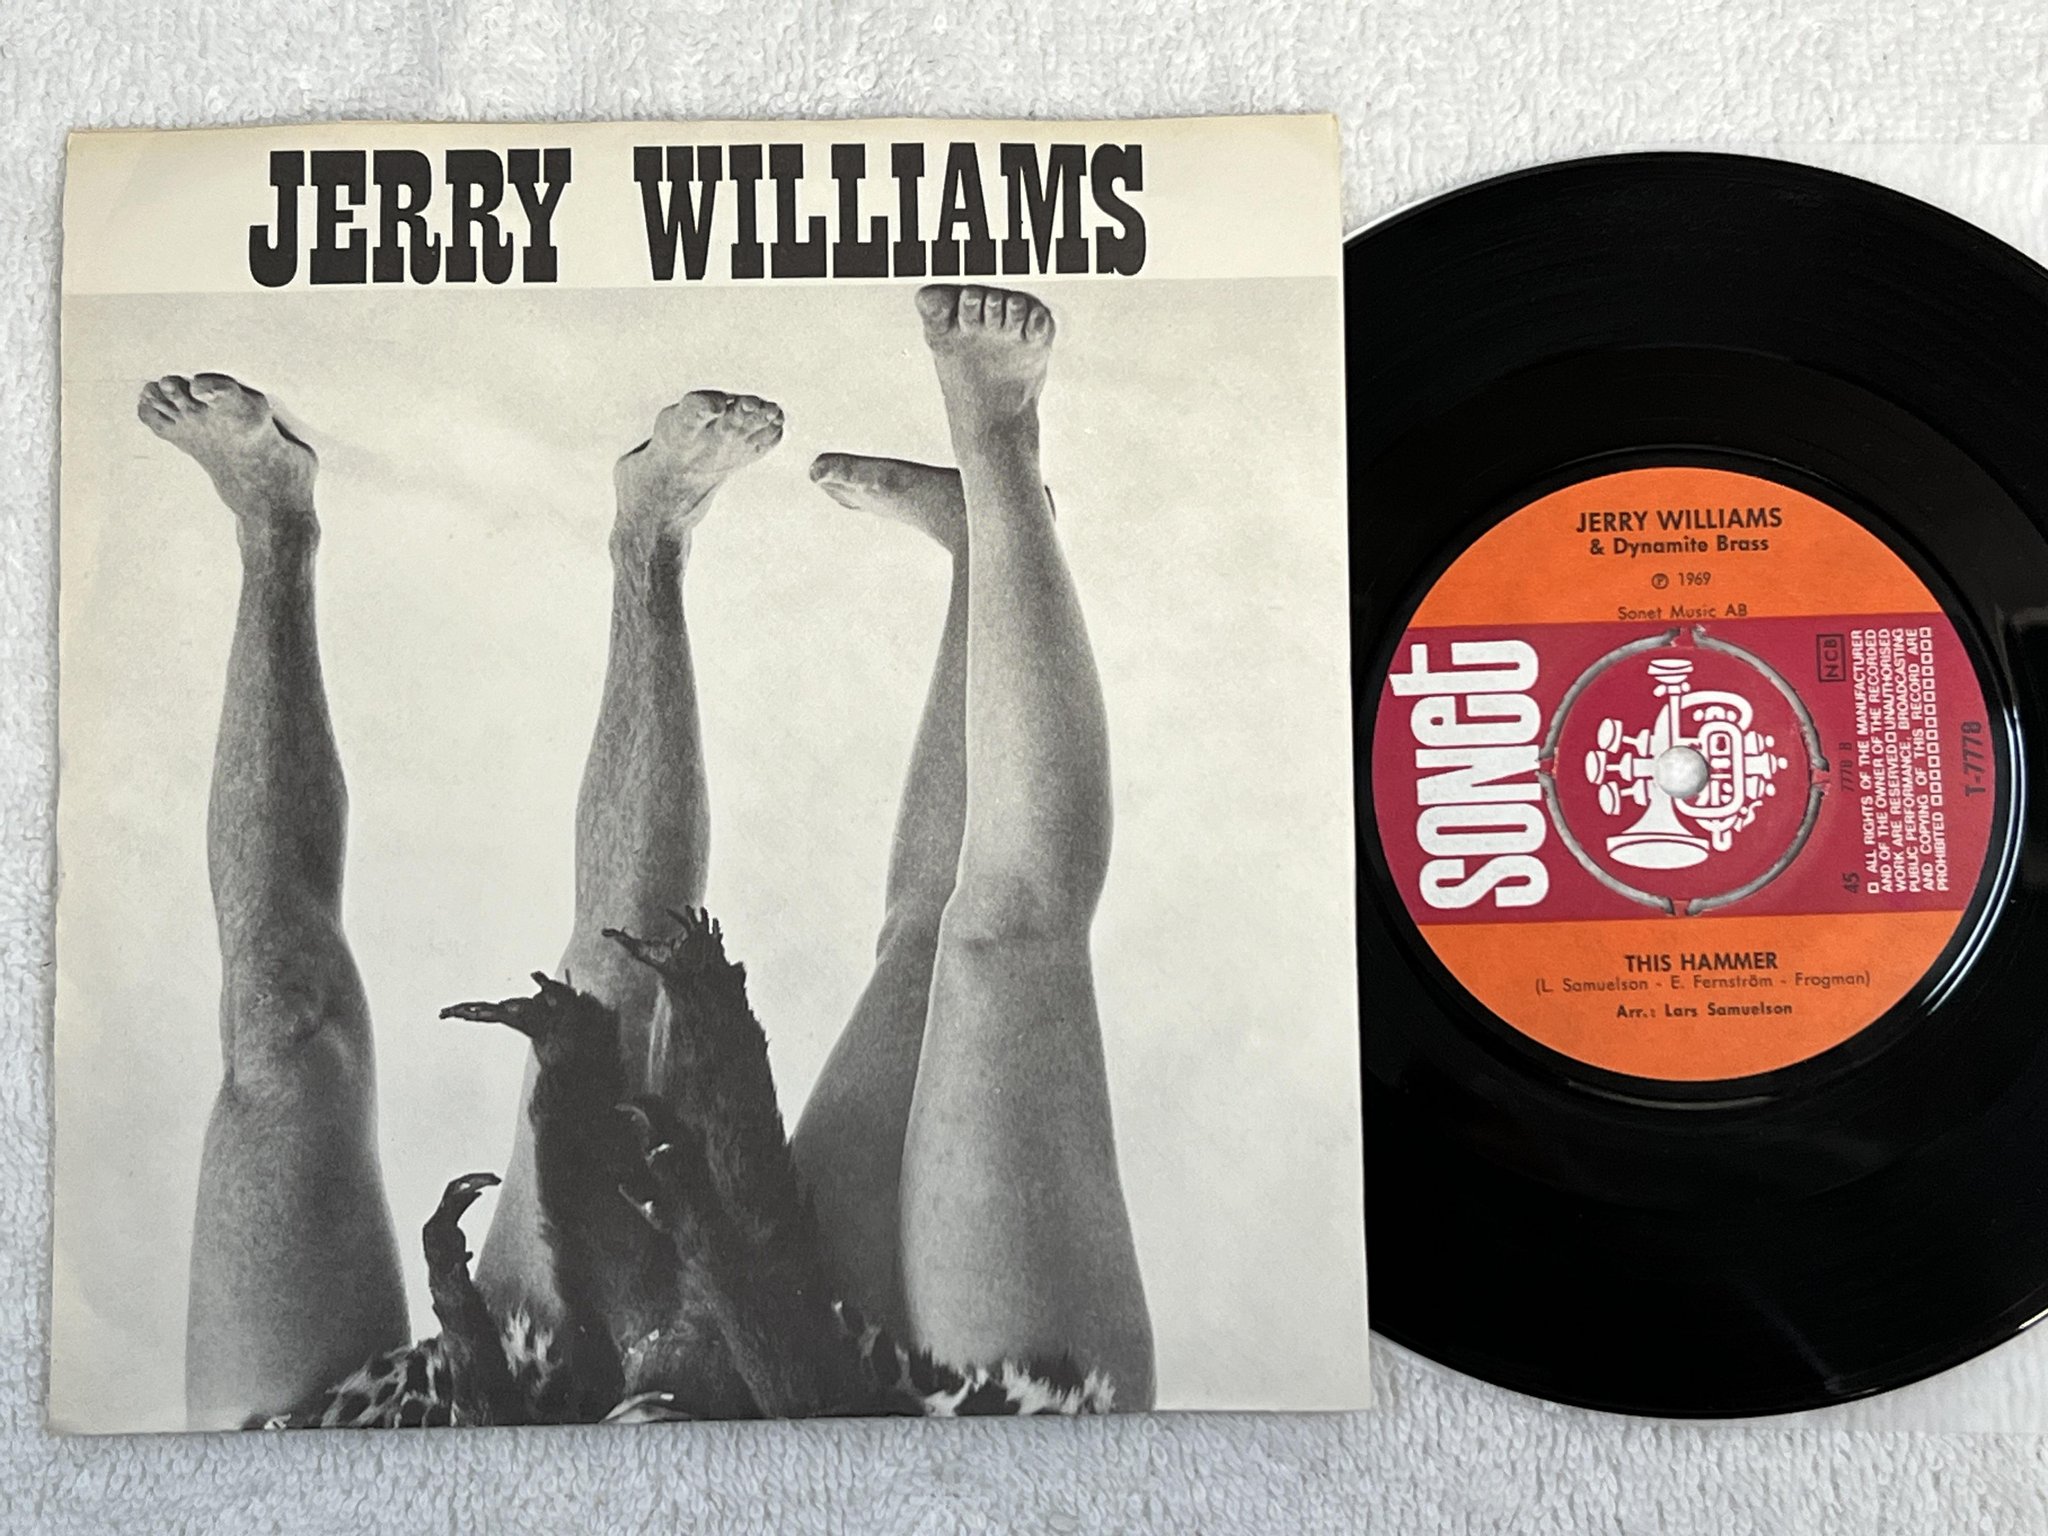 JERRY WILLIAMS
JERRY WILLIAMS
& Dynamite Brass
Ⓟ 1969
Sonet Music AB
sonet
NCB
7778 B
45
□ ALL RIGHTS OF THE MANUFACTURER
AND OF THE OWNER OF THE RECORDED
WORK ARE RESERVED □ UNAUTHORISED
PUBLIC PERFORMANCE, BROADCASTING
AND COPYING OF THIS RECORD ARE
PROHIBITED □□□□□□□□□□□□
T-7778
THIS HAMMER
(L. Samuelson - E. Fernström - Frogman)
Arr.: Lars Samuelson